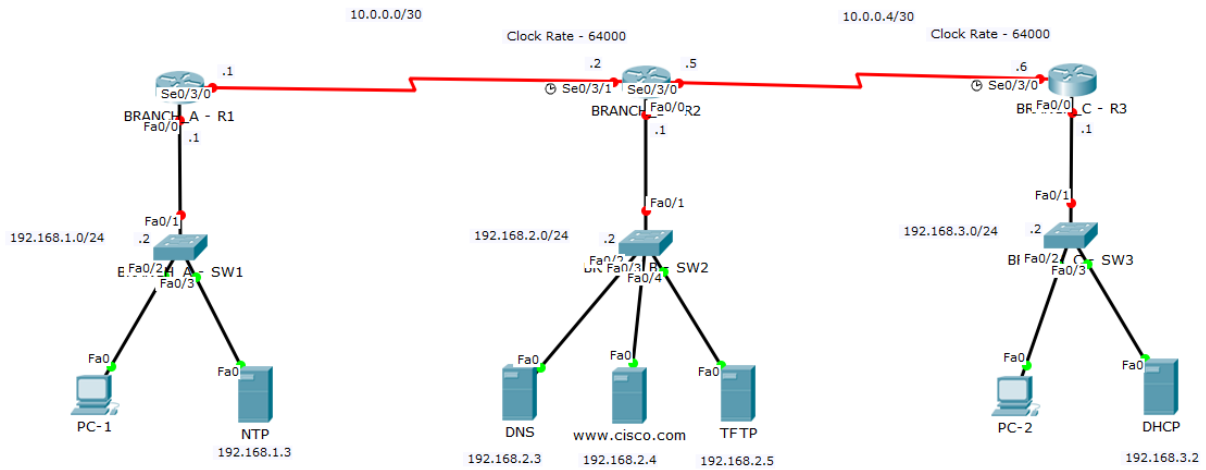 10.0.0.0/30
10.0.0.4/30
Clock Rate - 64000
Clock Rate - 64000
.1
.2
.5
.6
Se0/3/0
Se0/3/1
Se0/3/0
Se0/3/0
Fa0/0
Fa0/0
Fa0/0
A - R1
R2
C - R3
.1
.1
.1
Fa0/1
Fa0/1
Fa0/1
192.168.1.0/24
.2
192.168.2.0/24
.2
192.168.3.0/24
SW1
SW2
SW3
Fa0/2
Fa0/3
Fa0/2
Fa0/3
Fa0/4
Fa0/2
Fa0/3
Fa0
Fa0
Fa0
Fa0
Fa0
Fa0
Fa0
PC-1
NTP
DNS
www.cisco.com
TFTP
PC-2
DHCP
192.168.1.3
192.168.2.3
192.168.2.4
192.168.2.5
192.168.3.2